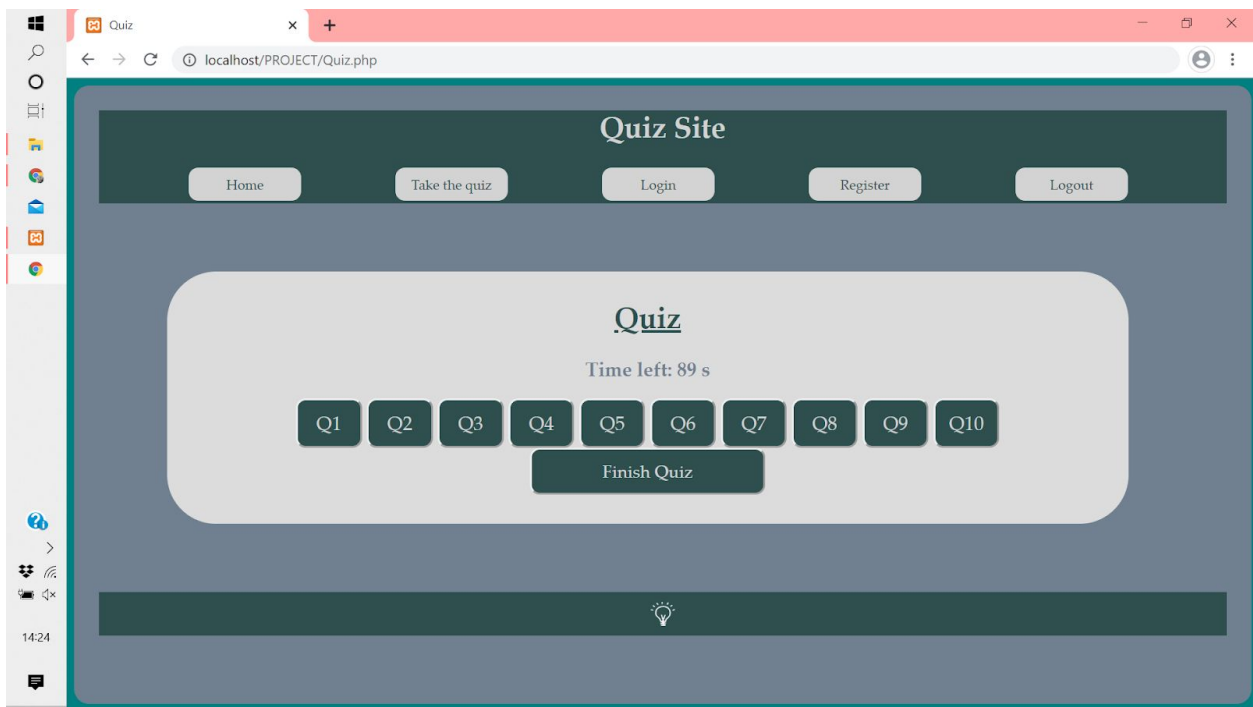 Quiz
localhost/PROJECT/Quiz.php
Quiz Site
Home Take the quiz Login Register Logout
Quiz
Time left: 89 s
Q1 Q2 Q3 Q4 Q5 Q6 Q7 Q8 Q9 Q10
Finish Quiz
14:24